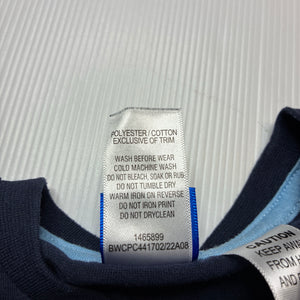 POLYESTER / COTTON
EXCLUSIVE OF TRIM
WASH BEFORE WEAR
COLD MACHINE WASH
DO NOT BLEACH, SOAK OR RUB
DO NOT TUMBLE DRY
WARM IRON ON REVERSE
DO NOT IRON PRINT
DO NOT DRYCLEAN
1465899
BWCPC441702/22A08
CAUTION
KEEP AWAY
FROM